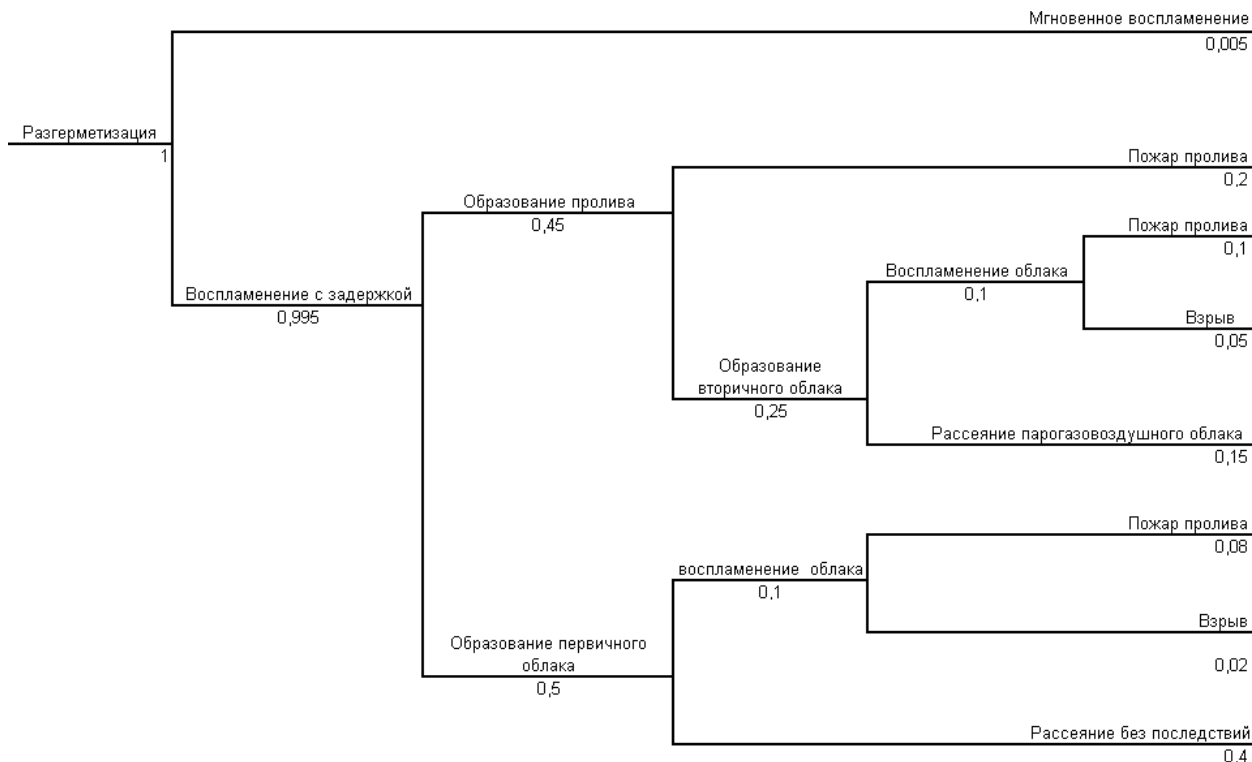 Мгновенное воспламенение
0,005
Разгерметизация
1
Пожар пролива
0,2
Образование пролива
0,45
Пожар пролива
0,1
Воспламенение облака
0,1
Воспламенение с задержкой
0,995
Взрыв
0,05
Образование
вторичного облака
0,25
Рассеяние парогазовоздушного облака
0,15
Пожар пролива
0,08
воспламенение облака
0,1
Взрыв
0,02
Образование первичного
облака
0,5
Рассеяние без последствий
0,4